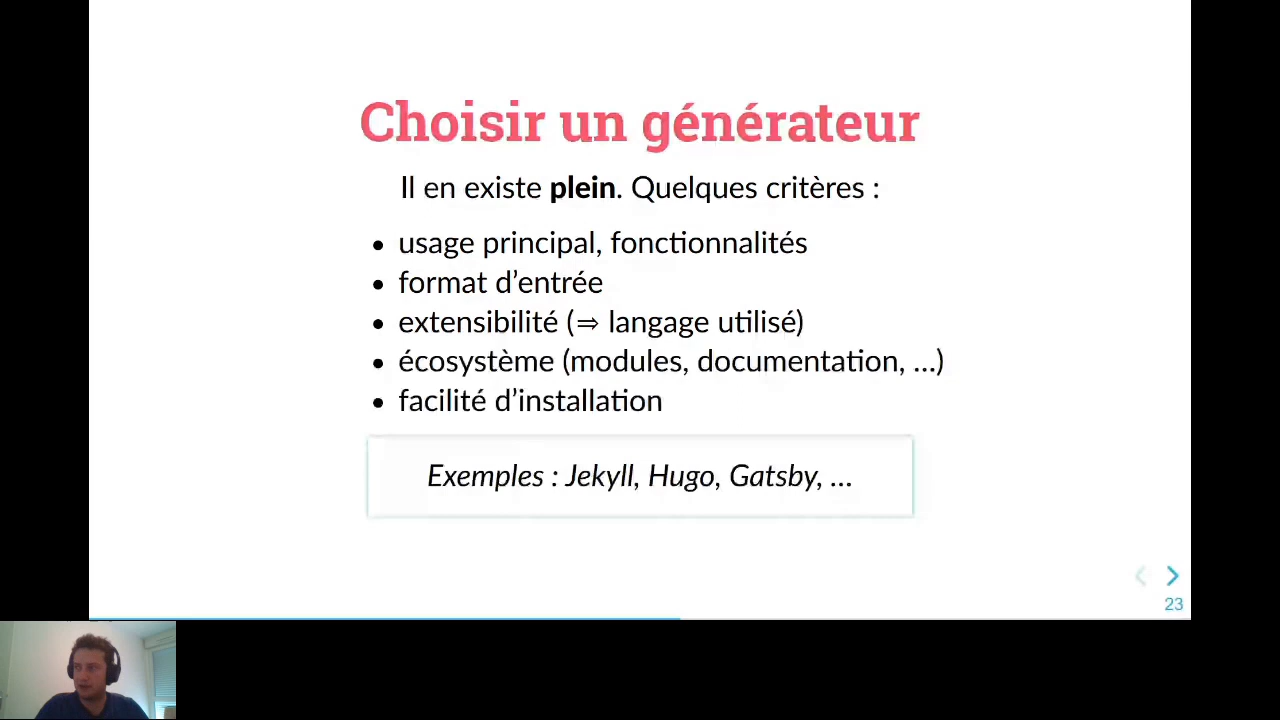 Choisir un générateur
Il en existe plein. Quelques critères :
• usage principal, fonctionnalités
• format d’entrée
• extensibilité (⇒ langage utilisé)
• écosystème (modules, documentation, …)
• facilité d’installation
Exemples : Jekyll, Hugo, Gatsby, …
23